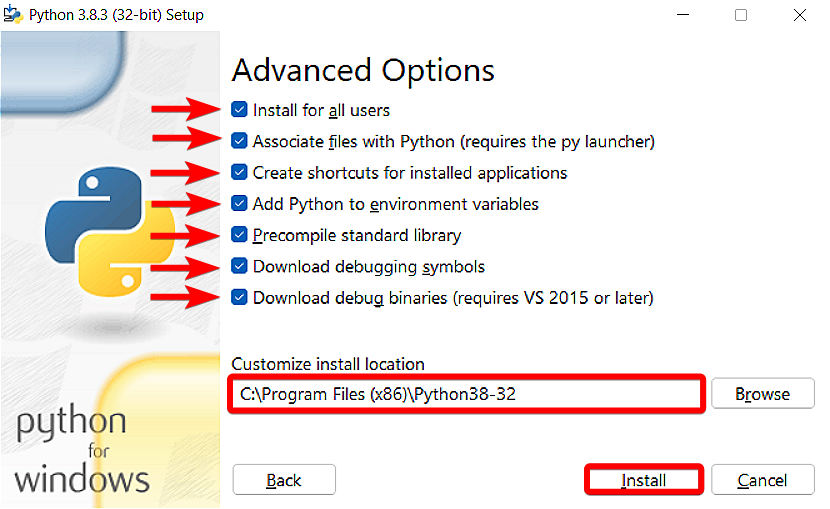 Python 3.8.3 (32-bit) Setup
Advanced Options
Install for all users
Associate files with Python (requires the py launcher)
Create shortcuts for installed applications
Add Python to environment variables
Precompile standard library
Download debugging symbols
Download debug binaries (requires VS 2015 or later)
Customize install location
C:\Program Files (x86)\Python38-32
Browse
python
for
windows
Back
Install
Cancel